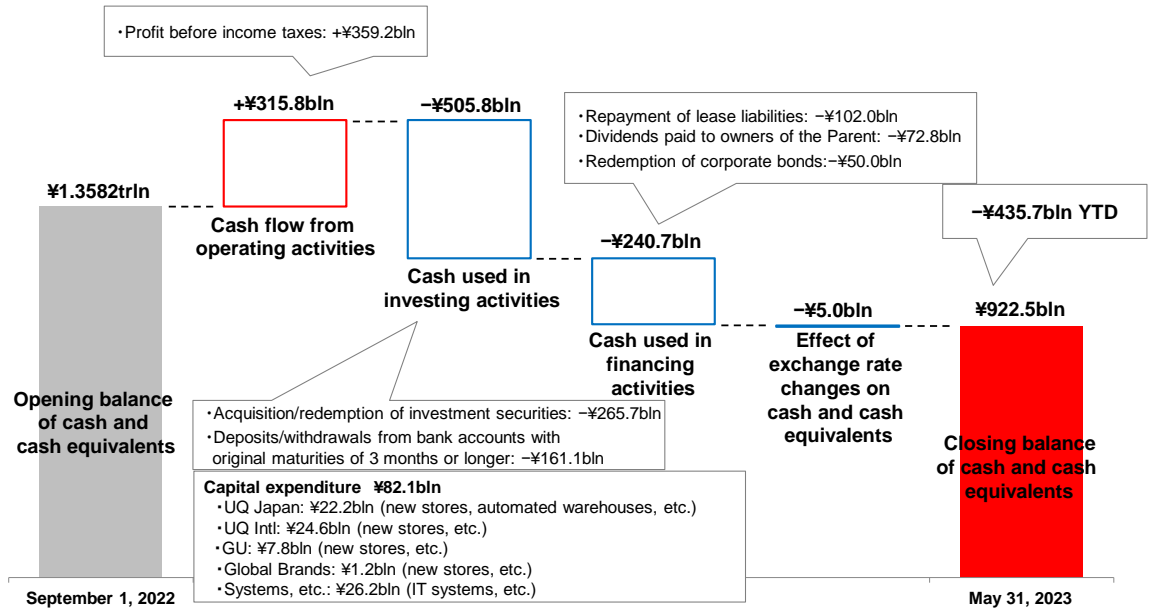 ・Profit before income taxes: +¥359.2bln
+¥315.8bln
−¥505.8bln
・Repayment of lease liabilities: −¥102.0bln
・Dividends paid to owners of the Parent: −¥72.8bln
・Redemption of corporate bonds:−¥50.0bln
¥1.3582trln
−¥435.7bln YTD
Cash flow from
operating activities
−¥240.7bln
Cash used in
investing activities
−¥5.0bln
¥922.5bln
Cash used in
financing
activities
Effect of
exchange rate
changes on
cash and cash
equivalents
Opening balance
of cash and
cash equivalents
・Acquisition/redemption of investment securities: −¥265.7bln
・Deposits/withdrawals from bank accounts with
original maturities of 3 months or longer: −¥161.1bln
Closing balance
of cash and cash
equivalents
Capital expenditure ¥82.1bln
・UQ Japan: ¥22.2bln (new stores, automated warehouses, etc.)
・UQ Intl: ¥24.6bln (new stores, etc.)
・GU: ¥7.8bln (new stores, etc.)
・Global Brands: ¥1.2bln (new stores, etc.)
・Systems, etc.: ¥26.2bln (IT systems, etc.)
September 1, 2022
May 31, 2023